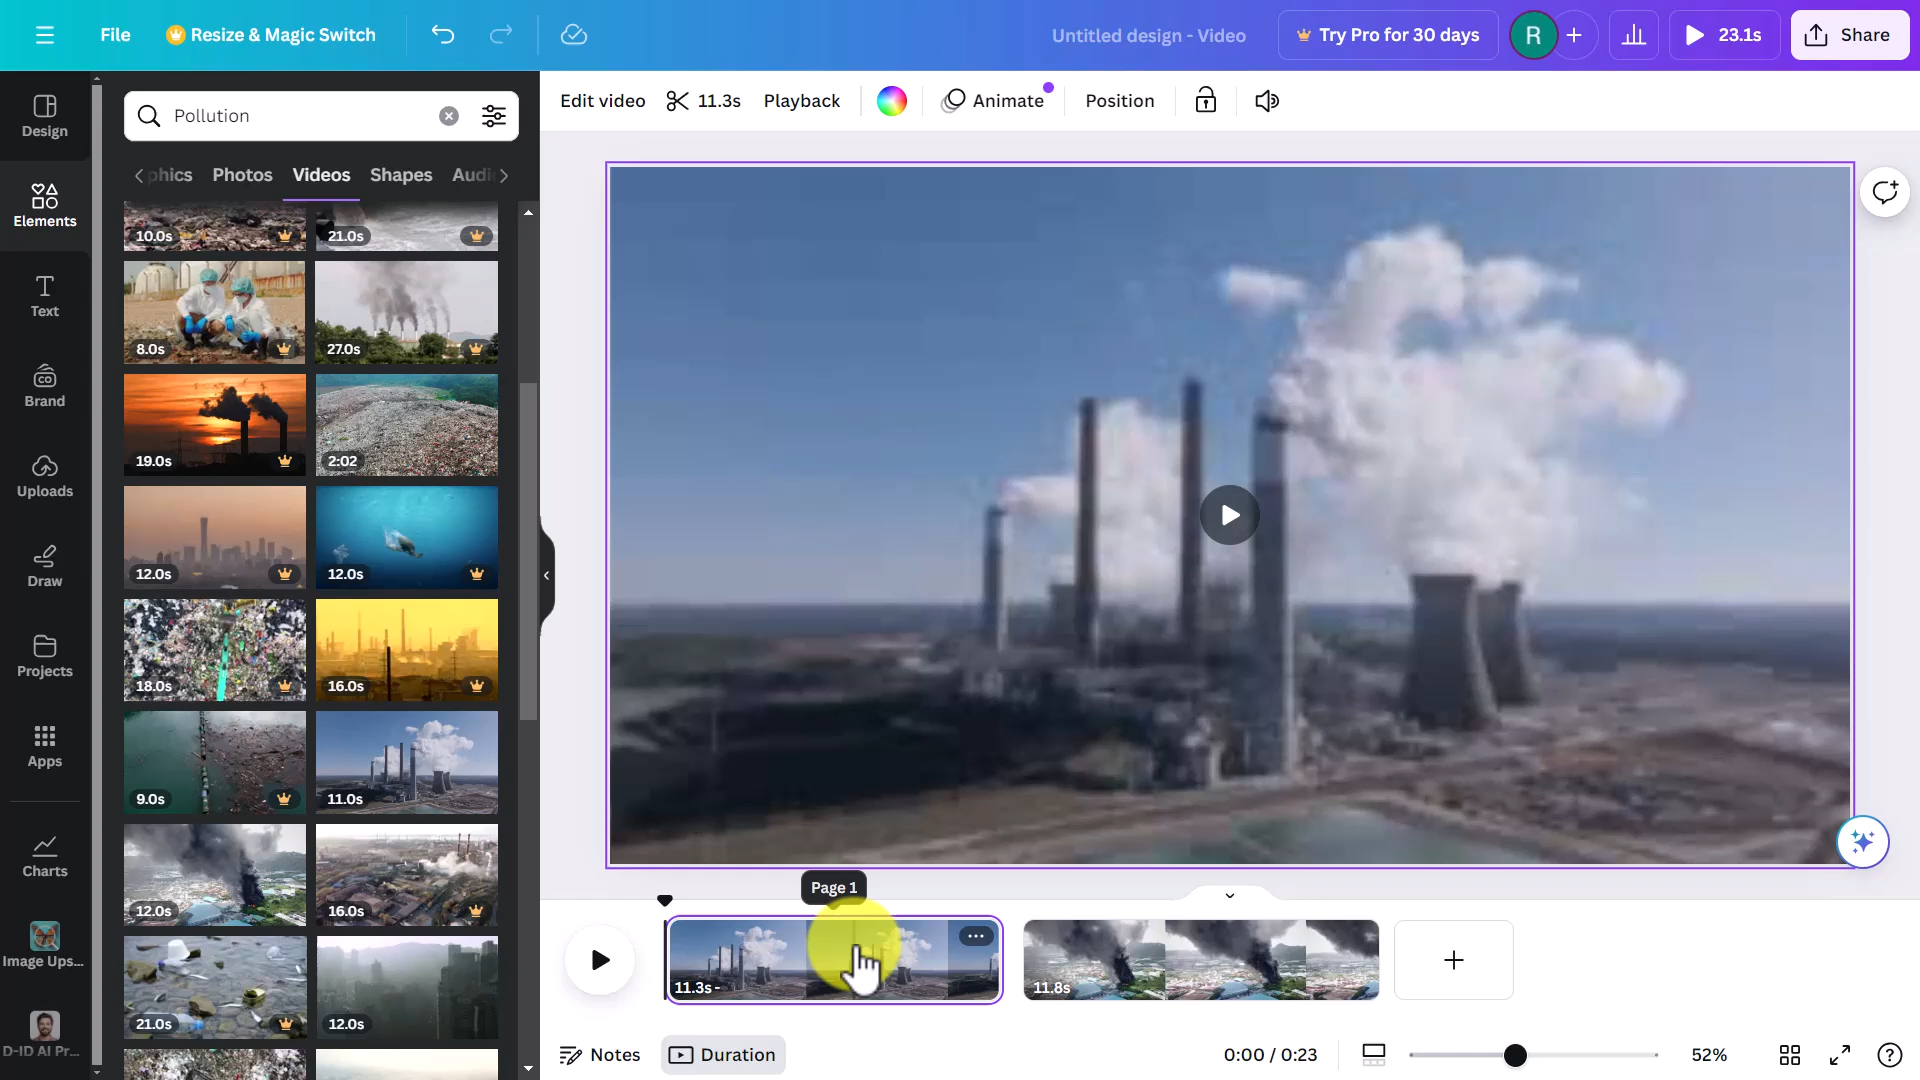 File
Resize & Magic Switch
Untitled design - Video
Try Pro for 30 days
R
23.1s
Share
Design
Elements
Text
Brand
Uploads
Draw
Projects
Apps
Charts
Image Ups...
D-ID AI Pr...
Pollution
phics
Photos
Videos
Shapes
Audi
10.0s
21.0s
8.0s
27.0s
19.0s
2:02
12.0s
12.0s
18.0s
16.0s
9.0s
11.0s
12.0s
16.0s
21.0s
12.0s
Edit video
11.3s
Playback
Animate
Position
Page 1
11.3s -
11.8s
Notes
Duration
0:00 / 0:23
52%